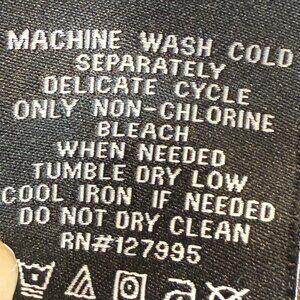 MACHINE WASH COLD
SEPARATELY
DELICATE CYCLE
ONLY NON-CHLORINE
BLEACH
WHEN NEEDED
TUMBLE DRY LOW
COOL IRON IF NEEDED
DO NOT DRY CLEAN
RN#127995